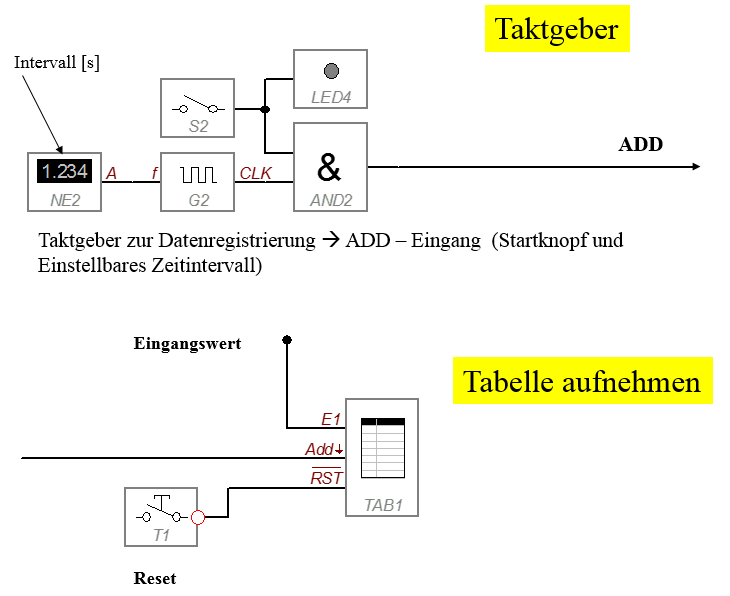 Taktgeber
Intervall [s]
LED4
S2
ADD
1.234
A
f
CLK
&
NE2
G2
AND2
Taktgeber zur Datenregistrierung → ADD – Eingang (Startknopf und
Einstellbares Zeitintervall)
Eingangswert
Tabelle aufnehmen
E1
Add↓
RST
TAB1
T1
Reset